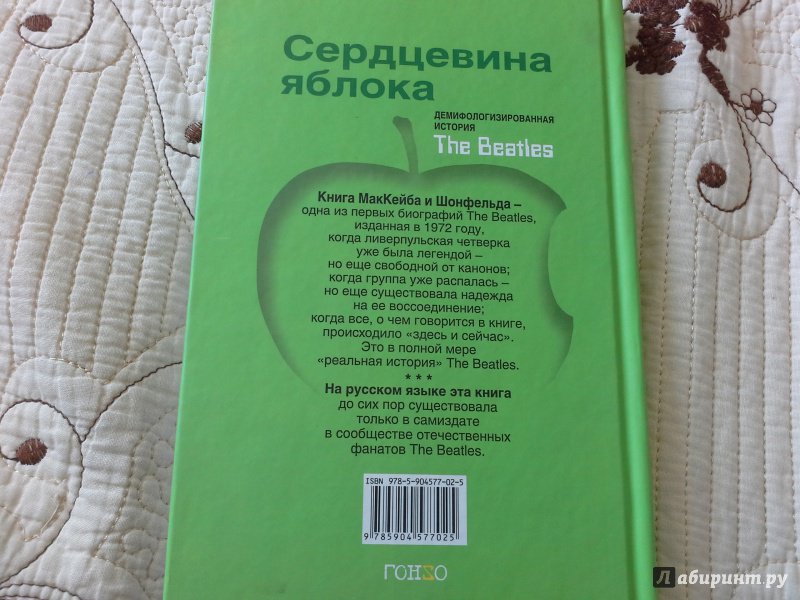 Сердцевина
яблока
ДЕМИФОЛОГИЗИРОВАННАЯ
ИСТОРИЯ
The Beatles
Книга МакКейба и Шонфельда –
одна из первых биографий The Beatles,
изданная в 1972 году,
когда ливерпульская четверка
уже была легендой –
но еще свободной от канонов;
когда группа уже распалась –
но еще существовала надежда
на ее воссоединение;
когда все, о чем говорится в книге,
происходило «здесь и сейчас».
Это в полной мере
«реальная история» The Beatles.
* * *
На русском языке эта книга
до сих пор существовала
только в самиздате
в сообществе отечественных
фанатов The Beatles.
ISBN 978-5-904577-02-5
9 785904 577025
ГОНZО
Лабиринт.ру